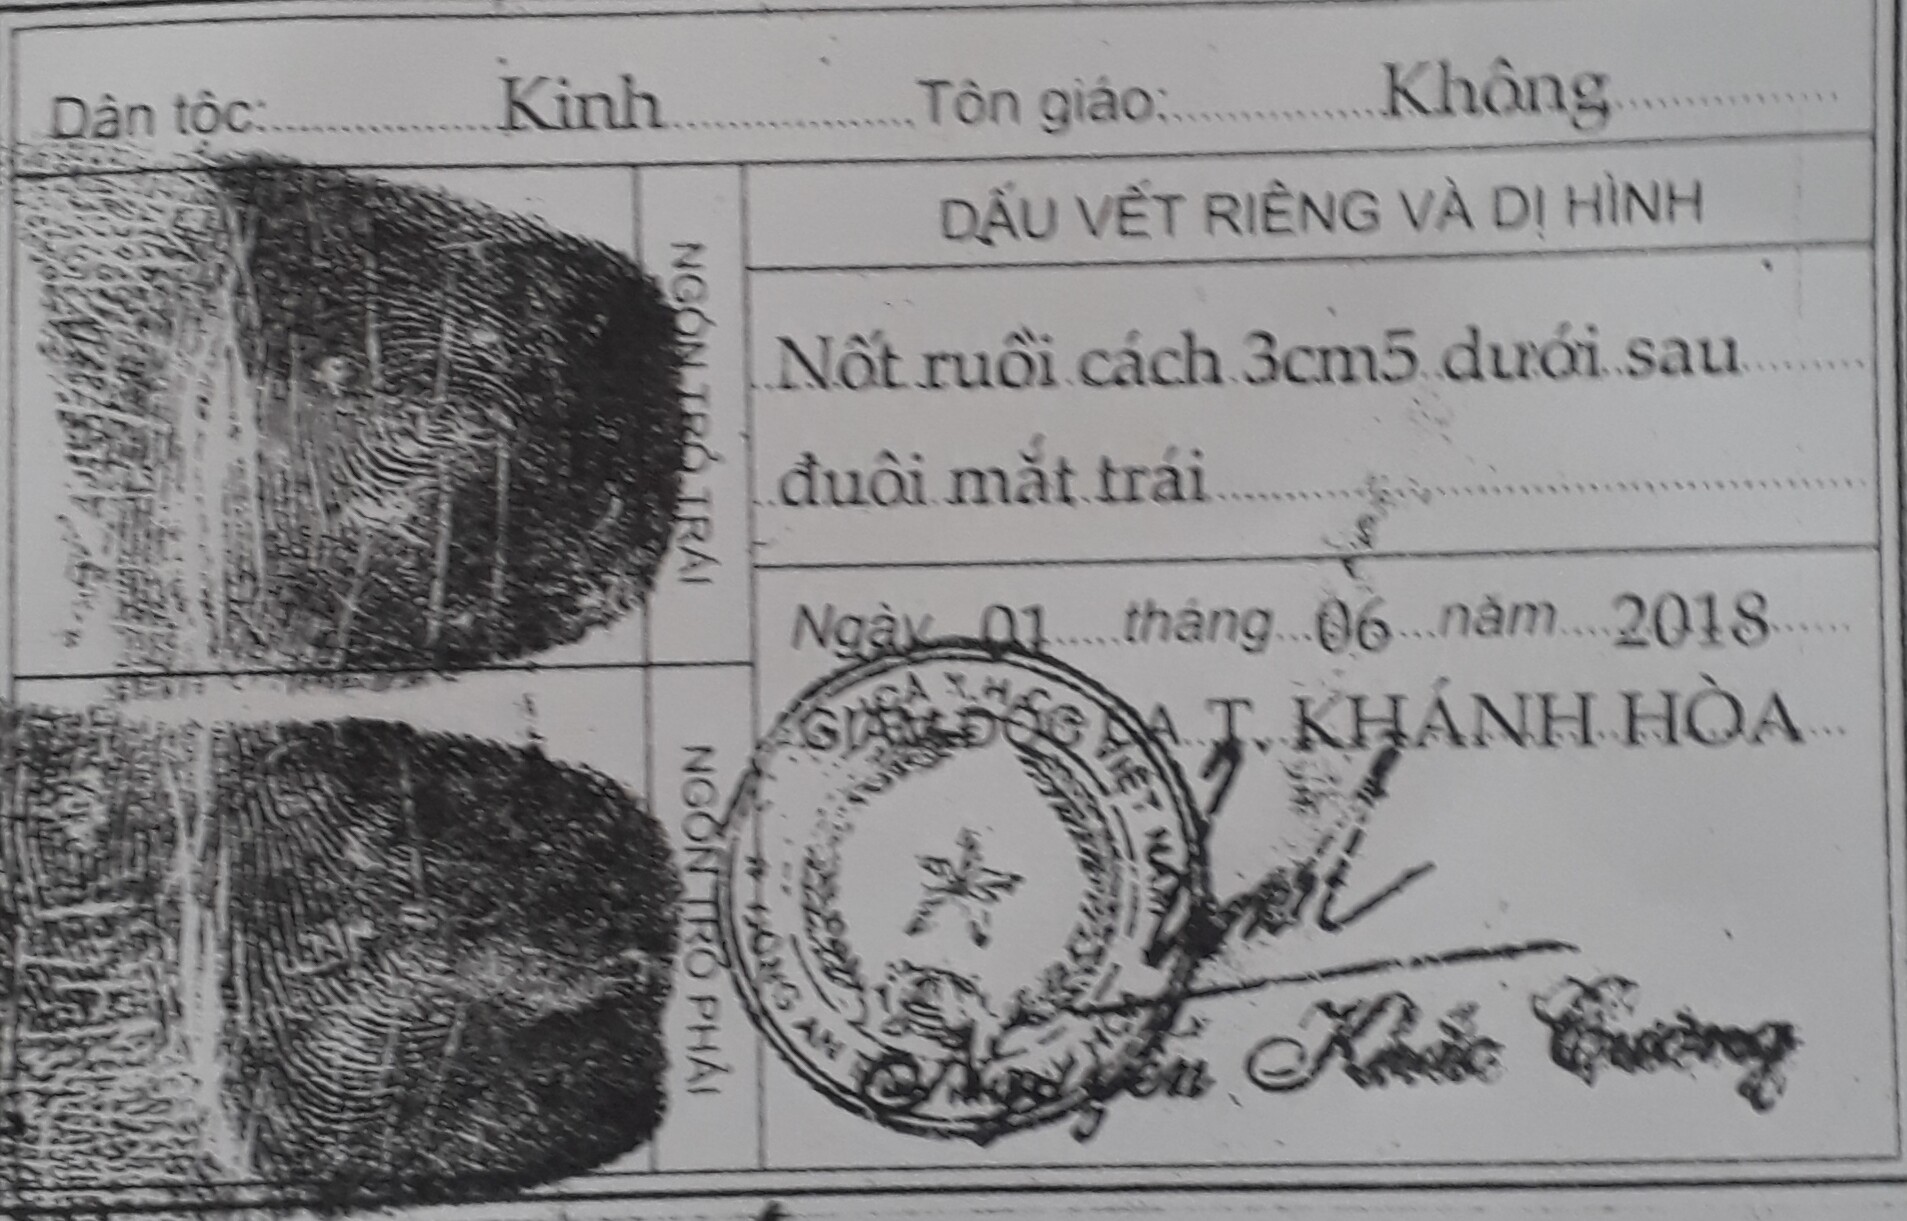 Dân tộc: Kinh Tôn giáo: Không
NGÓN TRỎ TRÁI
DẤU VẾT RIÊNG VÀ DỊ HÌNH
Nốt ruồi cách 3cm5 dưới sau
đuôi mắt trái
Ngày 01 tháng 06 năm 2018
GIÁM ĐỐC CA T. KHÁNH HÒA
NGÓN TRỎ PHẢI
Nguyễn Khắc Cường